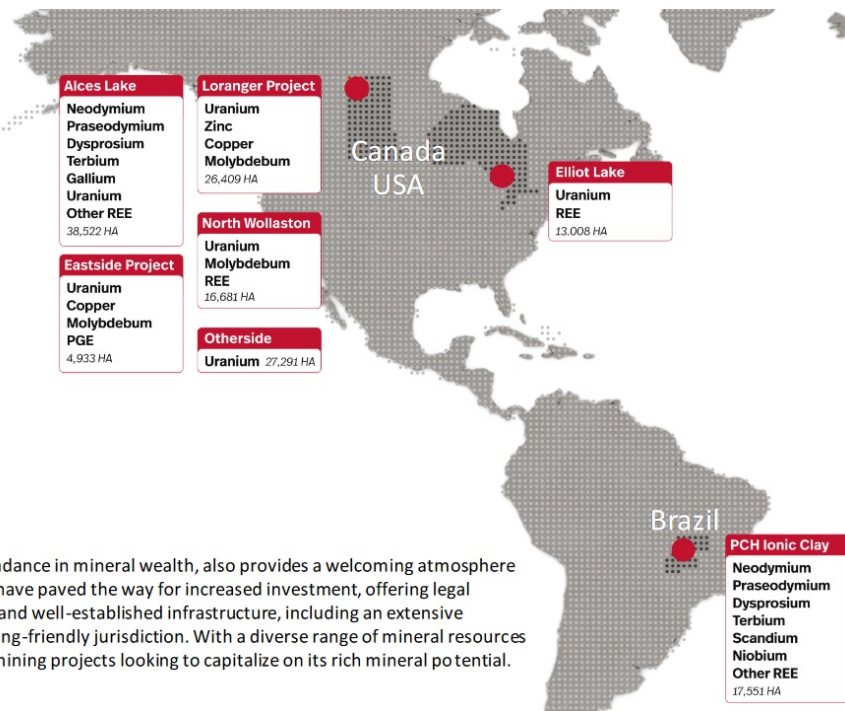 Alces Lake
Neodymium
Praseodymium
Dysprosium
Terbium
Gallium
Uranium
Other REE
38,522 HA
Loranger Project
Uranium
Zinc
Copper
Molybdebum
26,409 HA
Canada
USA
Elliot Lake
Uranium
REE
13.008 HA
North Wollaston
Uranium
Molybdebum
REE
16,681 HA
Eastside Project
Uranium
Copper
Molybdebum
PGE
4,933 HA
Otherside
Uranium 27,291 HA
Brazil
PCH Ionic Clay
Neodymium
Praseodymium
Dysprosium
Terbium
Scandium
Niobium
Other REE
17,551 HA
dance in mineral wealth, also provides a welcoming atmosphere
have paved the way for increased investment, offering legal
and well-established infrastructure, including an extensive
ng-friendly jurisdiction. With a diverse range of mineral resources
mining projects looking to capitalize on its rich mineral potential.